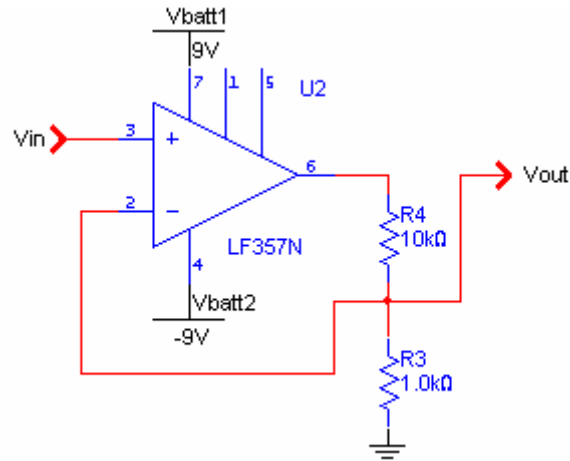 Vbatt1
9V
7
1
5
U2
Vin
3
+
6
Vout
2
−
R4
10kΩ
LF357N
4
Vbatt2
-9V
R3
1.0kΩ